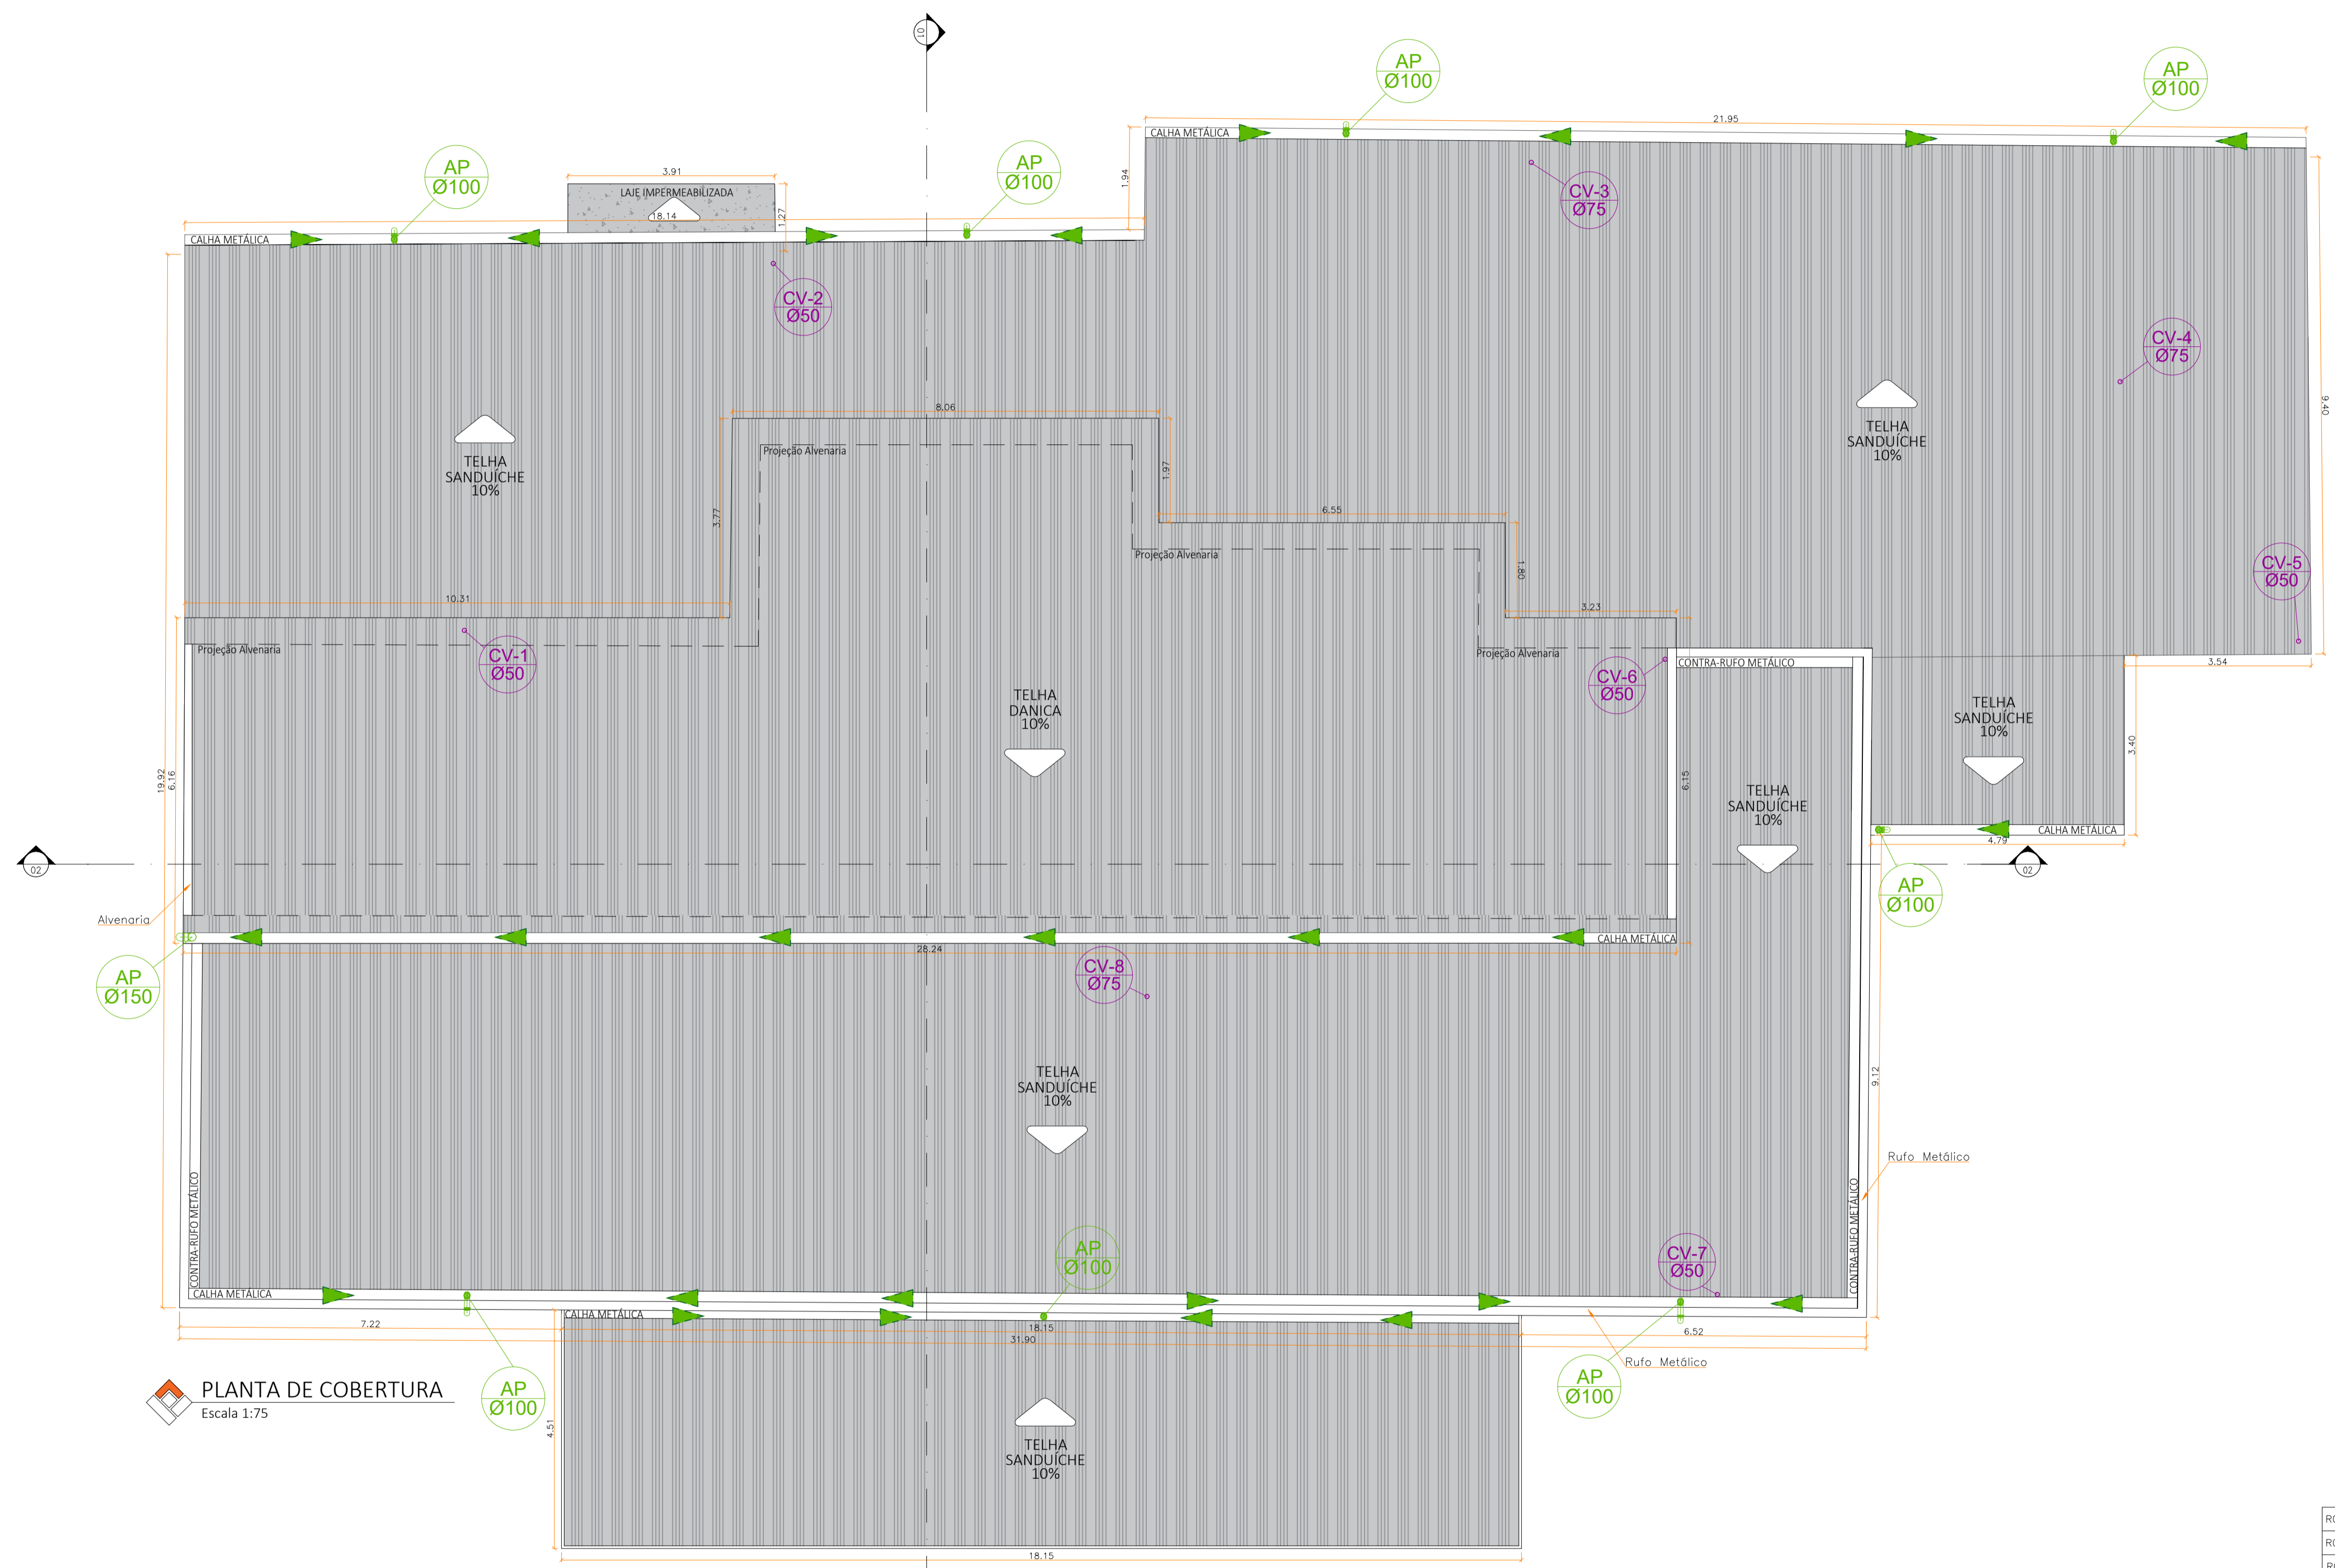 01
AP
Ø100
AP
Ø100
21.95
CALHA METÁLICA
AP
Ø100
AP
Ø100
3.91
LAJE IMPERMEABILIZADA
18.14
1.27
1.94
CV-3
Ø75
CALHA METÁLICA
CV-2
Ø50
CV-4
Ø75
9.40
8.06
Projeção Alvenaria
TELHA
SANDUÍCHE
10%
TELHA
SANDUÍCHE
10%
1.97
3.77
6.55
Projeção Alvenaria
1.80
CV-5
Ø50
10.31
3.23
Projeção Alvenaria
CV-1
Ø50
Projeção Alvenaria
CV-6
Ø50
CONTRA-RUFO METÁLICO
3.54
TELHA
DANICA
10%
TELHA
SANDUÍCHE
10%
3.40
19.92
6.16
6.15
TELHA
SANDUÍCHE
10%
CALHA METÁLICA
4.79
02
02
AP
Ø100
Alvenaria
CALHA METÁLICA
28.24
AP
Ø150
CV-8
Ø75
TELHA
SANDUÍCHE
10%
9.12
Rufo Metálico
CONTRA-RUFO METÁLICO
CONTRA-RUFO METÁLICO
AP
Ø100
CV-7
Ø50
CALHA METÁLICA
CALHA METÁLICA
7.22
18.15
6.52
31.90
Rufo Metálico
PLANTA DE COBERTURA
Escala 1:75
AP
Ø100
AP
Ø100
4.51
TELHA
SANDUÍCHE
10%
18.15